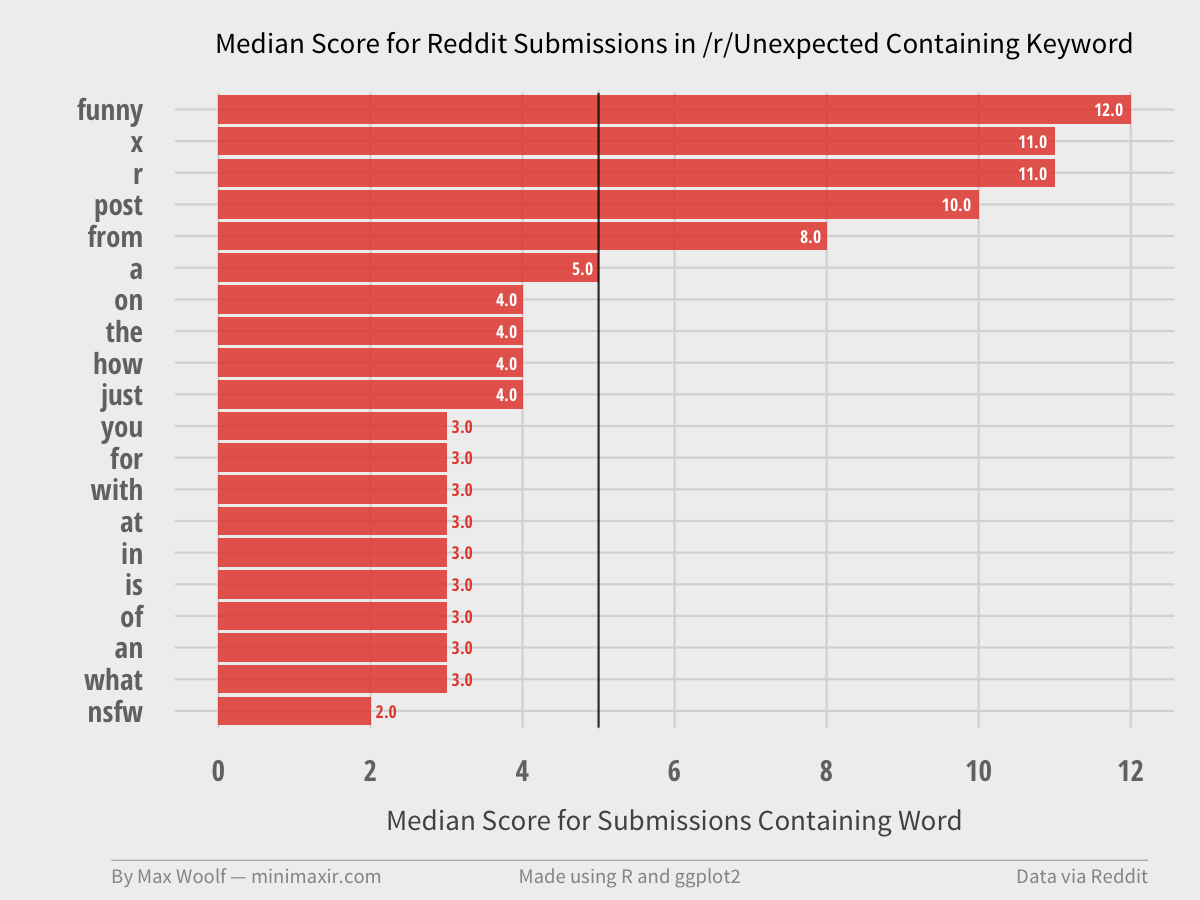 Median Score for Reddit Submissions in /r/Unexpected Containing Keyword
funny 12.0
x 11.0
r 11.0
post 10.0
from 8.0
a 5.0
on 4.0
the 4.0
how 4.0
just 4.0
you 3.0
for 3.0
with 3.0
at 3.0
in 3.0
is 3.0
of 3.0
an 3.0
what 3.0
nsfw 2.0
0 2 4 6 8 10 12
Median Score for Submissions Containing Word
By Max Woolf — minimaxir.com Made using R and ggplot2 Data via Reddit